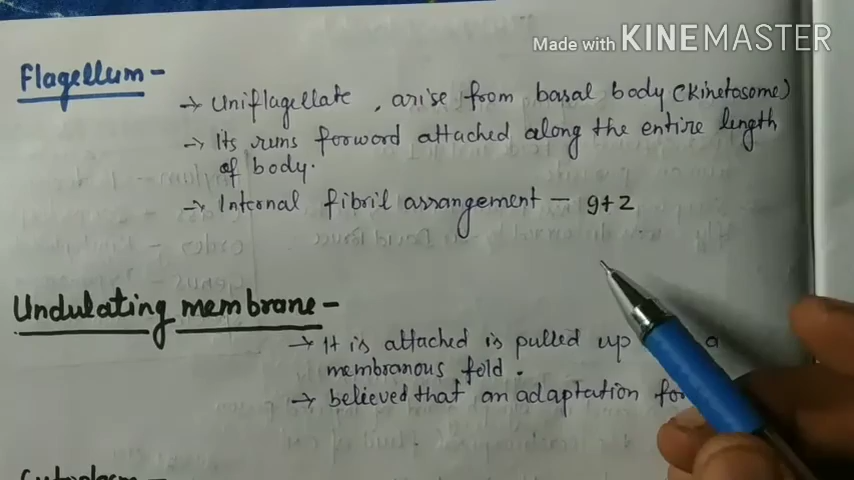 Made with KINEMASTER
Flagellum-
→ Uniflagellate, arise from basal body (Kinetosome)
→ Its runs forward attached along the entire length
of body.
→ Internal fibril arrangement - 9+2
Undulating membrane-
→ It is attached is pulled up a
membranous fold.
→ believed that an adaptation for